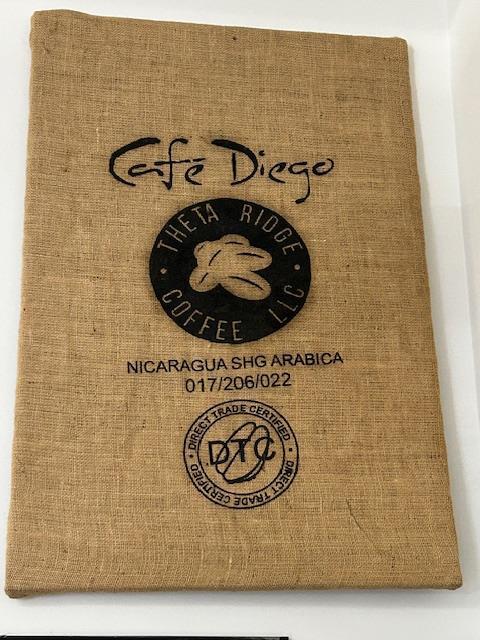 Café Diego
• THETA RIDGE •
COFFEE LLC
NICARAGUA SHG ARABICA
017/206/022
• DIRECT TRADE CERTIFIED •
DTC
DIRECT TRADE CERTIFIED